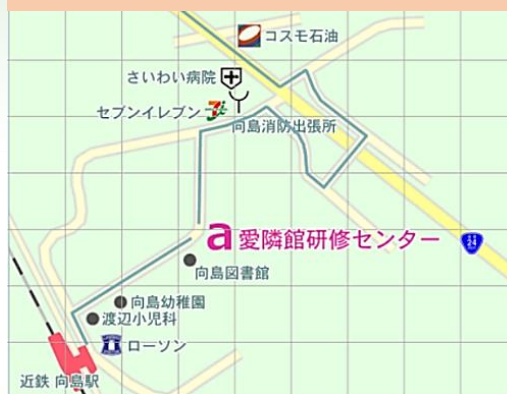 コスモ石油
さいわい病院
セブンイレブン
向島消防出張所
a 愛隣館研修センター
24
向島図書館
向島幼稚園
渡辺小児科
ローソン
近鉄 向島駅